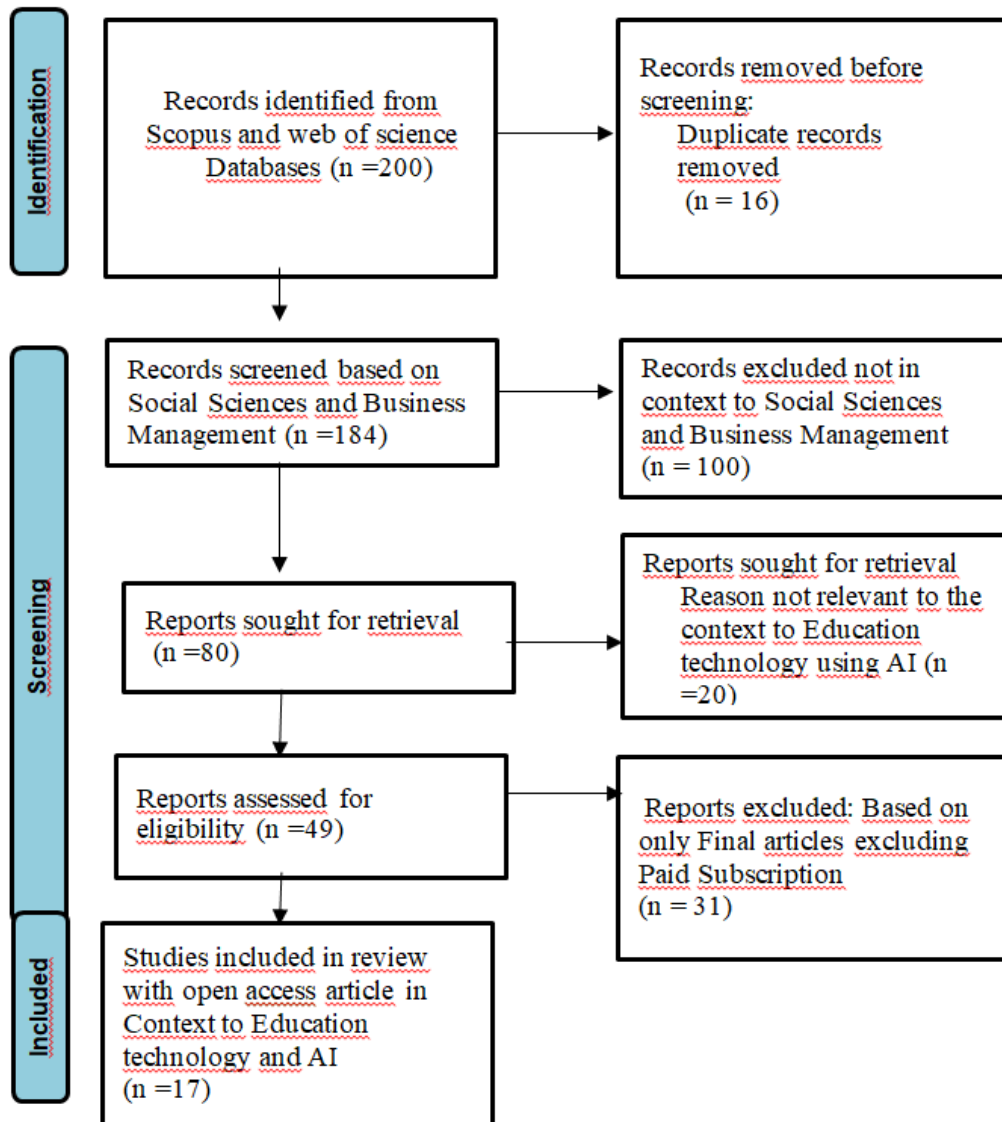 Identification
Records identified from
Scopus and web of science
Databases (n =200)
Records removed before
screening:
Duplicate records
removed
(n = 16)
Screening
Records screened based on
Social Sciences and Business
Management (n =184)
Records excluded not in
context to Social Sciences
and Business Management
(n = 100)
Reports sought for retrieval
(n =80)
Reports sought for retrieval
Reason not relevant to the
context to Education
technology using AI (n
=20)
Reports assessed for
eligibility (n =49)
Reports excluded: Based on
only Final articles excluding
Paid Subscription
(n = 31)
Included
Studies included in review
with open access article in
Context to Education
technology and AI
(n =17)